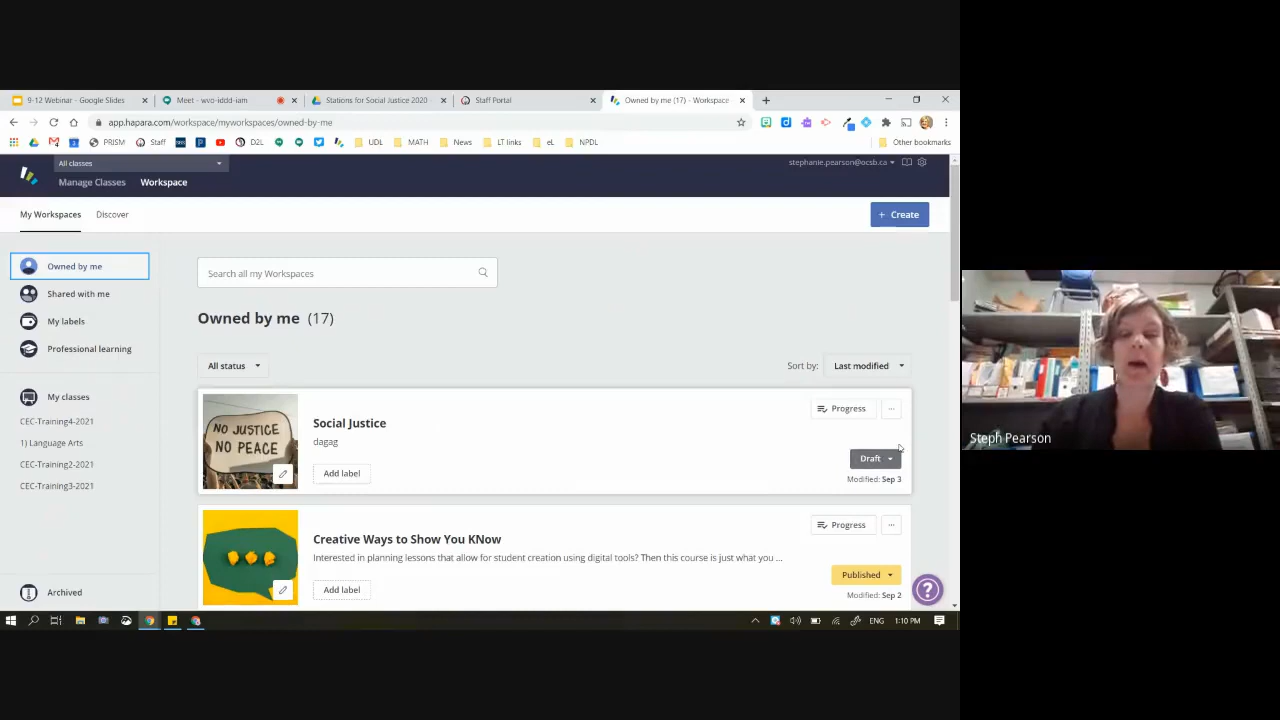 9-12 Webinar - Google Slides
Meet - wvo-iddd-iam
Stations for Social Justice 2020
Staff Portal
Owned by me (17) - Workspace
app.hapara.com/workspace/myworkspaces/owned-by-me
PRISM
Staff
D2L
UDL
MATH
News
LT links
eL
NPDL
Other bookmarks
All classes
stephanie.pearson@ocsb.ca
Manage Classes
Workspace
My Workspaces
Discover
+ Create
Owned by me
Search all my Workspaces
Shared with me
Owned by me (17)
My labels
Professional learning
All status
Sort by:
Last modified
My classes
CEC-Training4-2021
1) Language Arts
CEC-Training2-2021
CEC-Training3-2021
NO JUSTICE
NO PEACE
Social Justice
dagag
Add label
Progress
...
Draft
Modified: Sep 3
Creative Ways to Show You KNow
Interested in planning lessons that allow for student creation using digital tools? Then this course is just what you ...
Add label
Progress
...
Published
Modified: Sep 2
Archived
?
ENG
1:10 PM
Steph Pearson